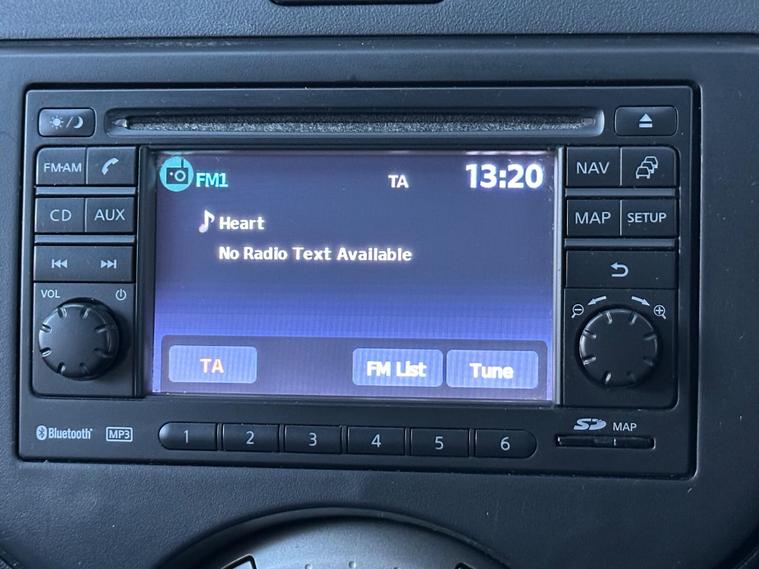 FM·AM
CD AUX
VOL
FM1 TA 13:20
Heart
No Radio Text Available
TA FM List Tune
NAV
MAP SETUP
Bluetooth MP3 1 2 3 4 5 6 SD MAP